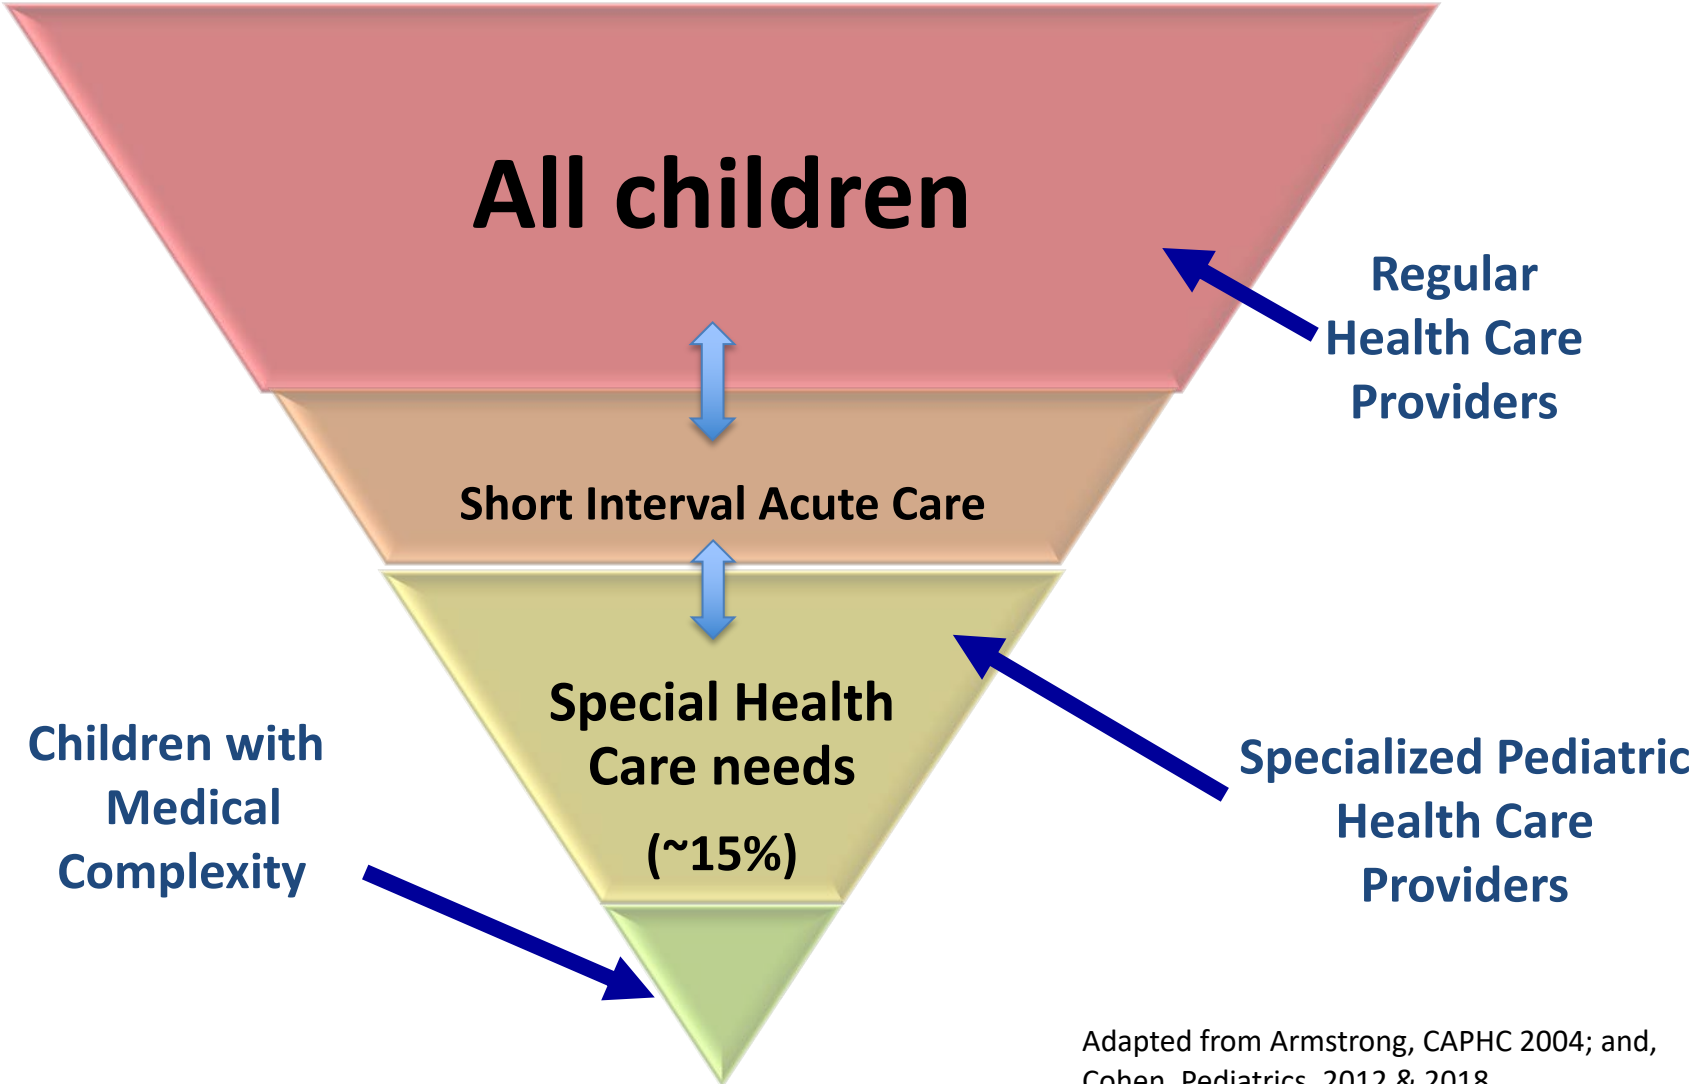 All children
Regular
Health Care
Providers
Short Interval Acute Care
Special Health
Care needs
(~15%)
Children with
Medical
Complexity
Specialized Pediatric
Health Care
Providers
Adapted from Armstrong, CAPHC 2004; and,
Cohen, Pediatrics, 2012 & 2018